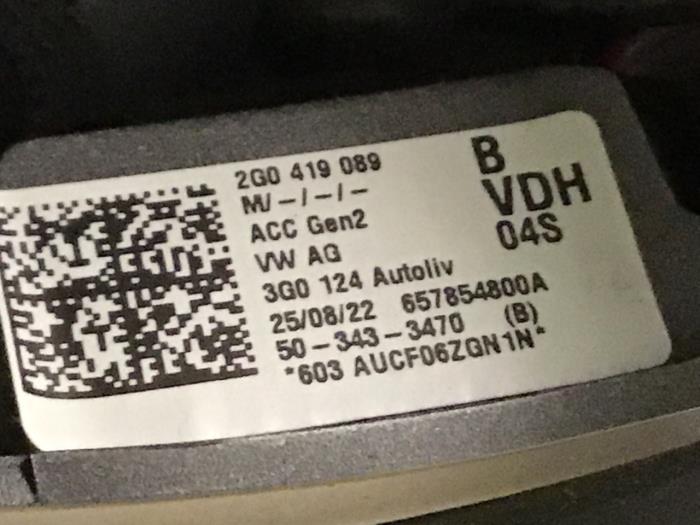 2G0 419 089
M/-/-/-
ACC Gen2
VW AG
3G0 124 Autoliv
25/08/22 657854800A
50-343-3470 (B)
*603 AUCF06ZGN1N*
B
VDH
04S